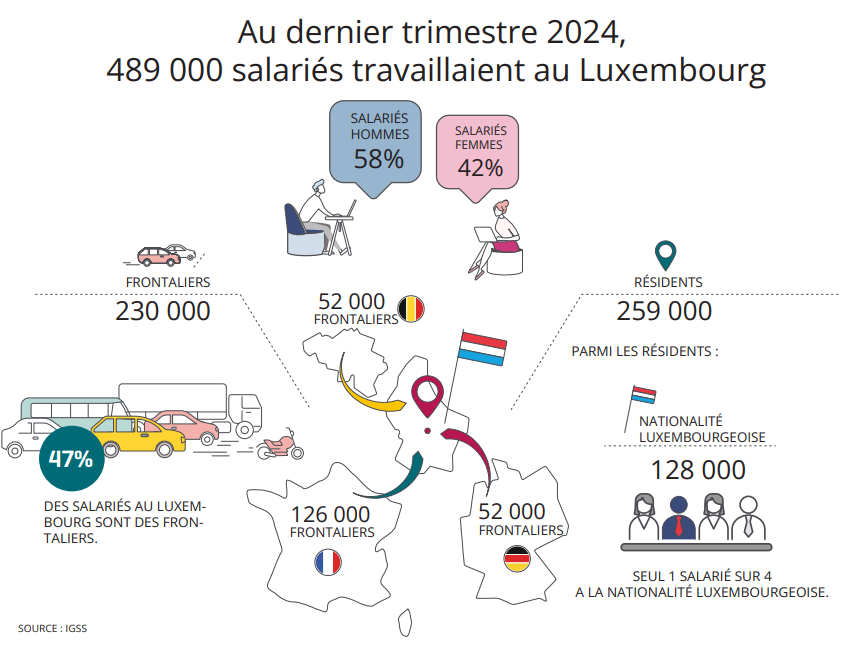 Au dernier trimestre 2024,
489 000 salariés travaillaient au Luxembourg
SALARIÉS
HOMMES
58%
SALARIÉS
FEMMES
42%
FRONTALIERS
230 000
52 000
FRONTALIERS
RÉSIDENTS
259 000
PARMI LES RÉSIDENTS :
NATIONALITÉ
LUXEMBOURGEOISE
128 000
47%
DES SALARIÉS AU LUXEM-
BOURG SONT DES FRON-
TALIERS.
126 000
FRONTALIERS
52 000
FRONTALIERS
SEUL 1 SALARIÉ SUR 4
A LA NATIONALITÉ LUXEMBOURGEOISE.
SOURCE : IGSS